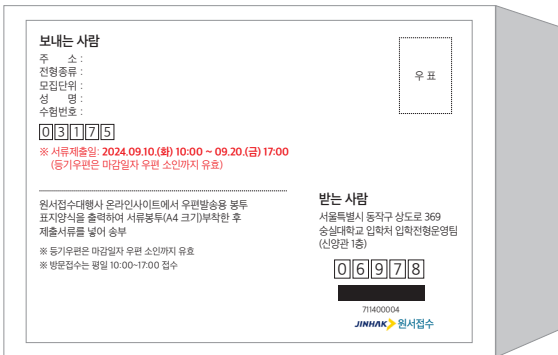 보내는 사람
주 소 :
전형종류 :
모집단위 :
성 명 :
수험번호 :
03175
※ 서류제출일: 2024.09.10.(화) 10:00 ~ 09.20.(금) 17:00
(등기우편은 마감일자 우편 소인까지 유효)
우 표
원서접수대행사 온라인사이트에서 우편발송용 봉투
표지양식을 출력하여 서류봉투(A4 크기)부착한 후
제출서류를 넣어 송부
※ 등기우편은 마감일자 우편 소인까지 유효
※ 방문접수는 평일 10:00~17:00 접수
받는 사람
서울특별시 동작구 상도로 369
숭실대학교 입학처 입학전형운영팀
(신양관 1층)
06978
711400004
JINHAK 원서접수